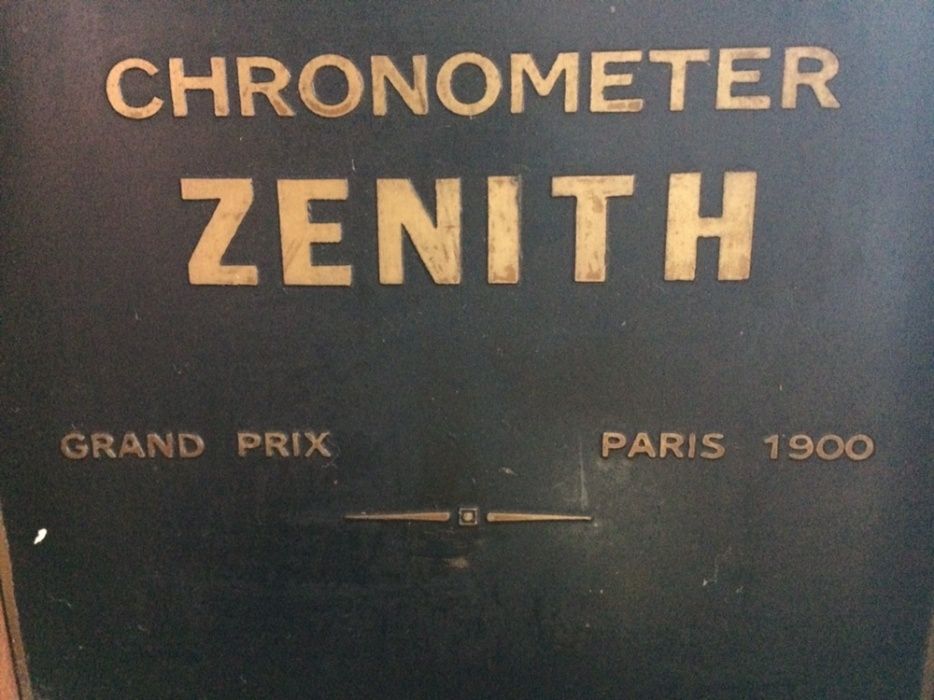 CHRONOMETER
ZENITH
GRAND PRIX PARIS 1900